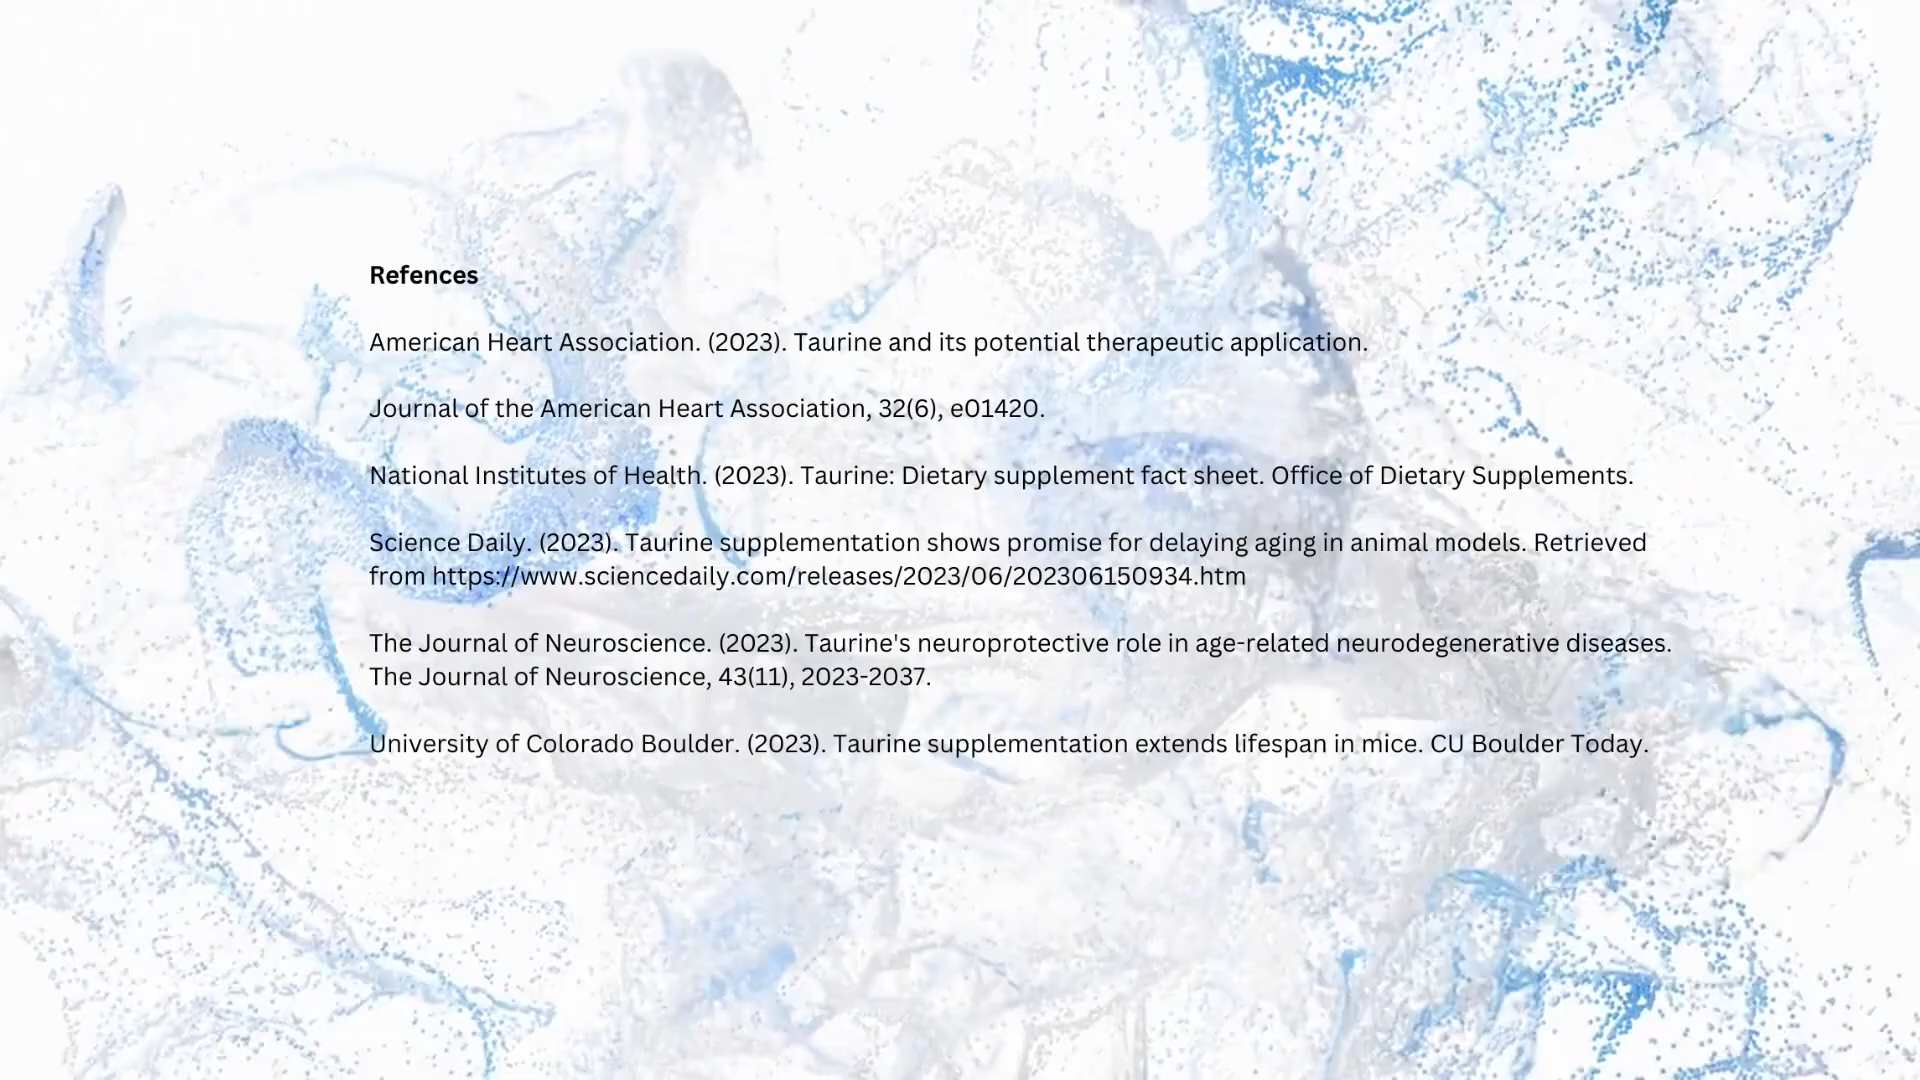 Refences
American Heart Association. (2023). Taurine and its potential therapeutic application.
Journal of the American Heart Association, 32(6), e01420.
National Institutes of Health. (2023). Taurine: Dietary supplement fact sheet. Office of Dietary Supplements.
Science Daily. (2023). Taurine supplementation shows promise for delaying aging in animal models. Retrieved
from https://www.sciencedaily.com/releases/2023/06/202306150934.htm
The Journal of Neuroscience. (2023). Taurine's neuroprotective role in age-related neurodegenerative diseases.
The Journal of Neuroscience, 43(11), 2023-2037.
University of Colorado Boulder. (2023). Taurine supplementation extends lifespan in mice. CU Boulder Today.